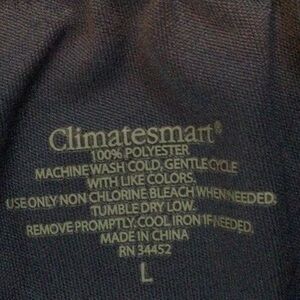 Climatesmart®
100% POLYESTER
MACHINE WASH COLD, GENTLE CYCLE
WITH LIKE COLORS.
USE ONLY NON CHLORINE BLEACH WHEN NEEDED.
TUMBLE DRY LOW.
REMOVE PROMPTLY. COOL IRON IF NEEDED.
MADE IN CHINA
RN 34452
L